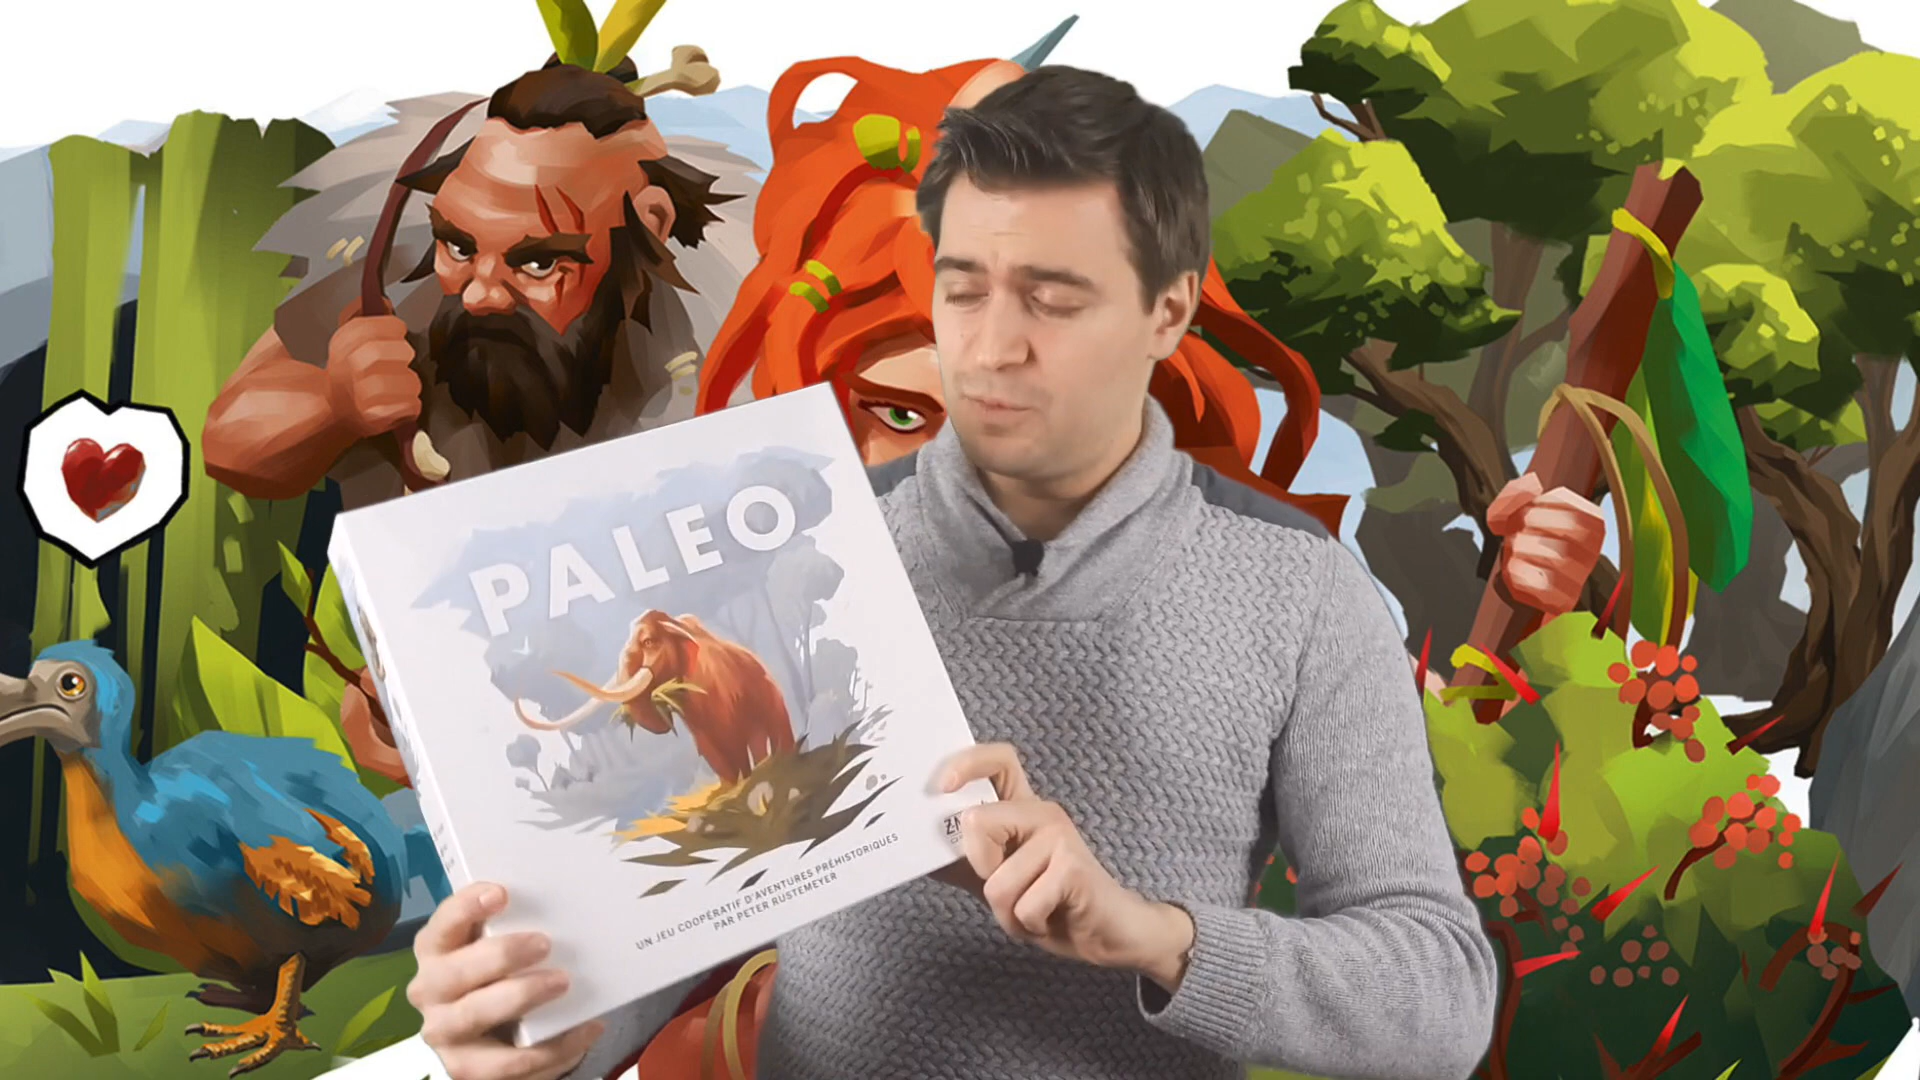 PALEO
UN JEU COOPÉRATIF D'AVENTURES PRÉHISTORIQUES
PAR PETER RUSTEMEYER